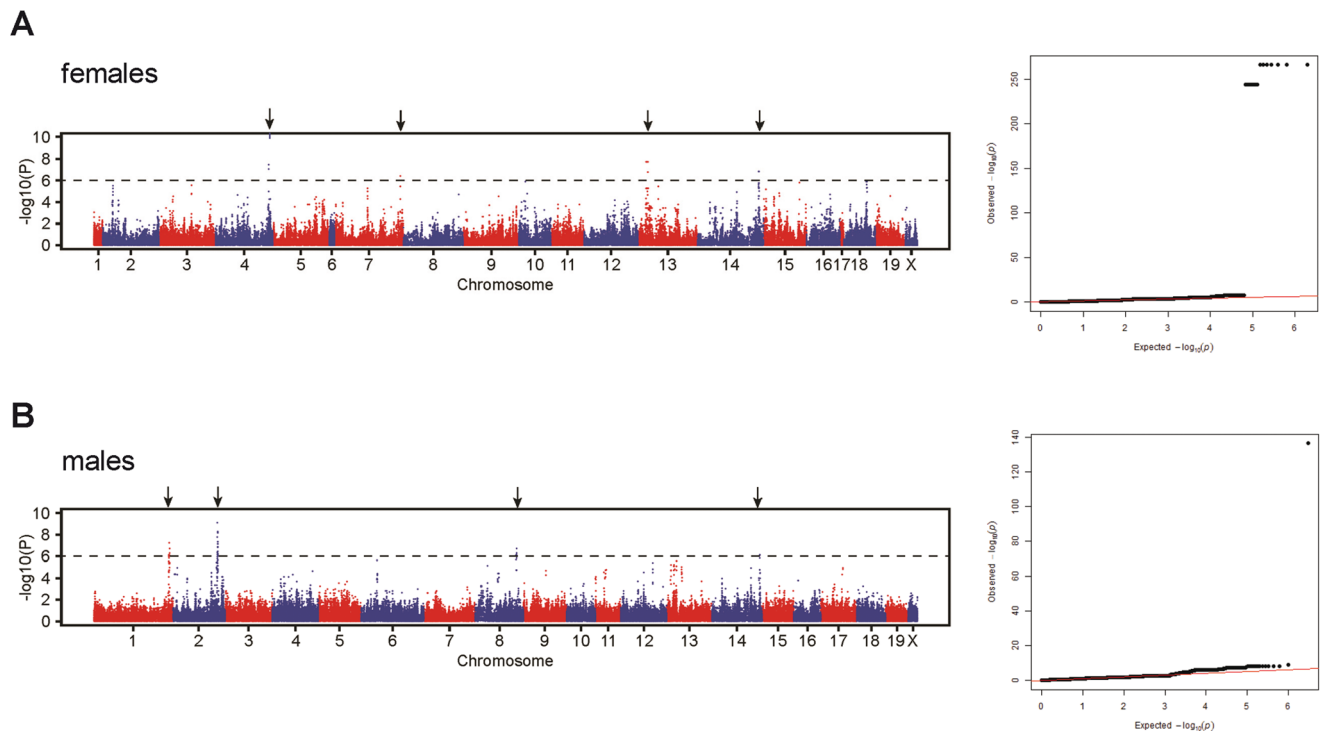 A
females
-log10(P)
10
8
6
4
2
0
1 2 3 4 5 6 7 8 9 10 11 12 13 14 15 16 17 18 19 X
Chromosome
Observed −log₁₀(p)
250
200
150
100
50
0
0 1 2 3 4 5 6
Expected −log₁₀(p)
B
males
-log10(P)
10
8
6
4
2
0
1 2 3 4 5 6 7 8 9 10 11 12 13 14 15 16 17 18 19 X
Chromosome
Observed −log₁₀(p)
140
120
100
80
60
40
20
0
0 1 2 3 4 5 6
Expected −log₁₀(p)